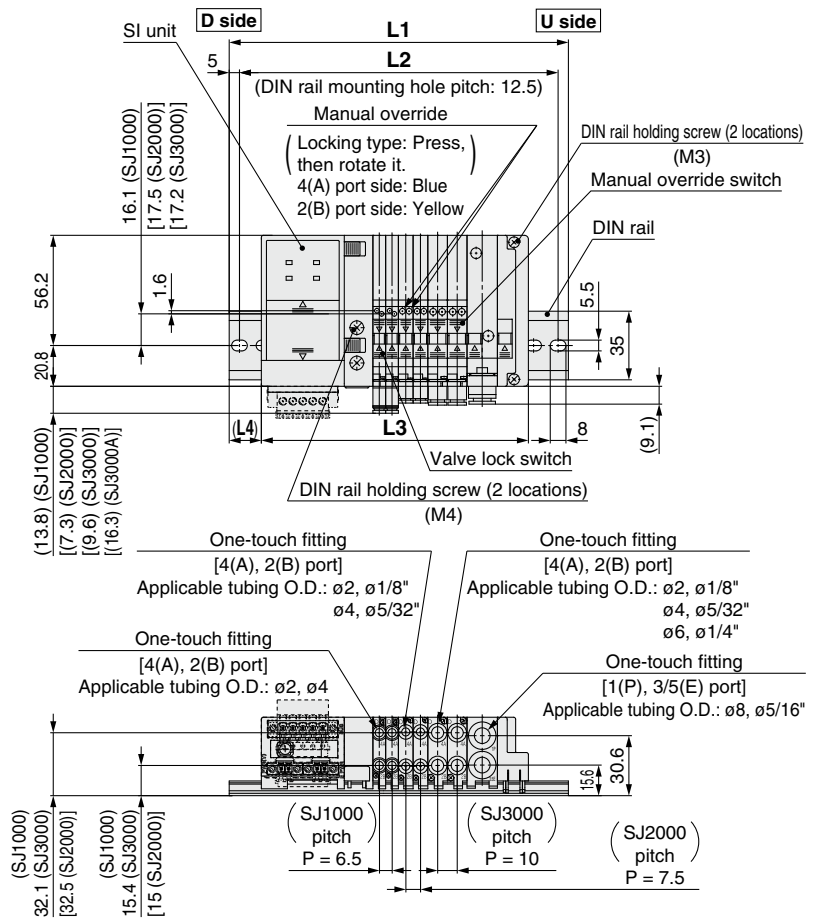 D side
U side
SI unit
L1
L2
5
(DIN rail mounting hole pitch: 12.5)
Manual override
(Locking type: Press,
then rotate it.)
4(A) port side: Blue
2(B) port side: Yellow
DIN rail holding screw (2 locations)
(M3)
Manual override switch
DIN rail
16.1 (SJ1000)
[17.5 (SJ2000)]
[17.2 (SJ3000)]
56.2
1.6
5.5
35
20.8
(L4)
L3
8
(9.1)
Valve lock switch
DIN rail holding screw (2 locations)
(M4)
(13.8) (SJ1000)
[(7.3) (SJ2000)]
[(9.6) (SJ3000)]
[(16.3) (SJ3000A)]
One-touch fitting
[4(A), 2(B) port]
Applicable tubing O.D.: ø2, ø1/8"
ø4, ø5/32"
One-touch fitting
[4(A), 2(B) port]
Applicable tubing O.D.: ø2, ø1/8"
ø4, ø5/32"
ø6, ø1/4"
One-touch fitting
[4(A), 2(B) port]
Applicable tubing O.D.: ø2, ø4
One-touch fitting
[1(P), 3/5(E) port]
Applicable tubing O.D.: ø8, ø5/16"
15.6
30.6
(SJ1000)
32.1 (SJ3000)
[32.5 (SJ2000)]
(SJ1000)
15.4 (SJ3000)
[15 (SJ2000)]
(SJ1000
pitch)
P = 6.5
(SJ3000
pitch)
P = 10
(SJ2000
pitch)
P = 7.5